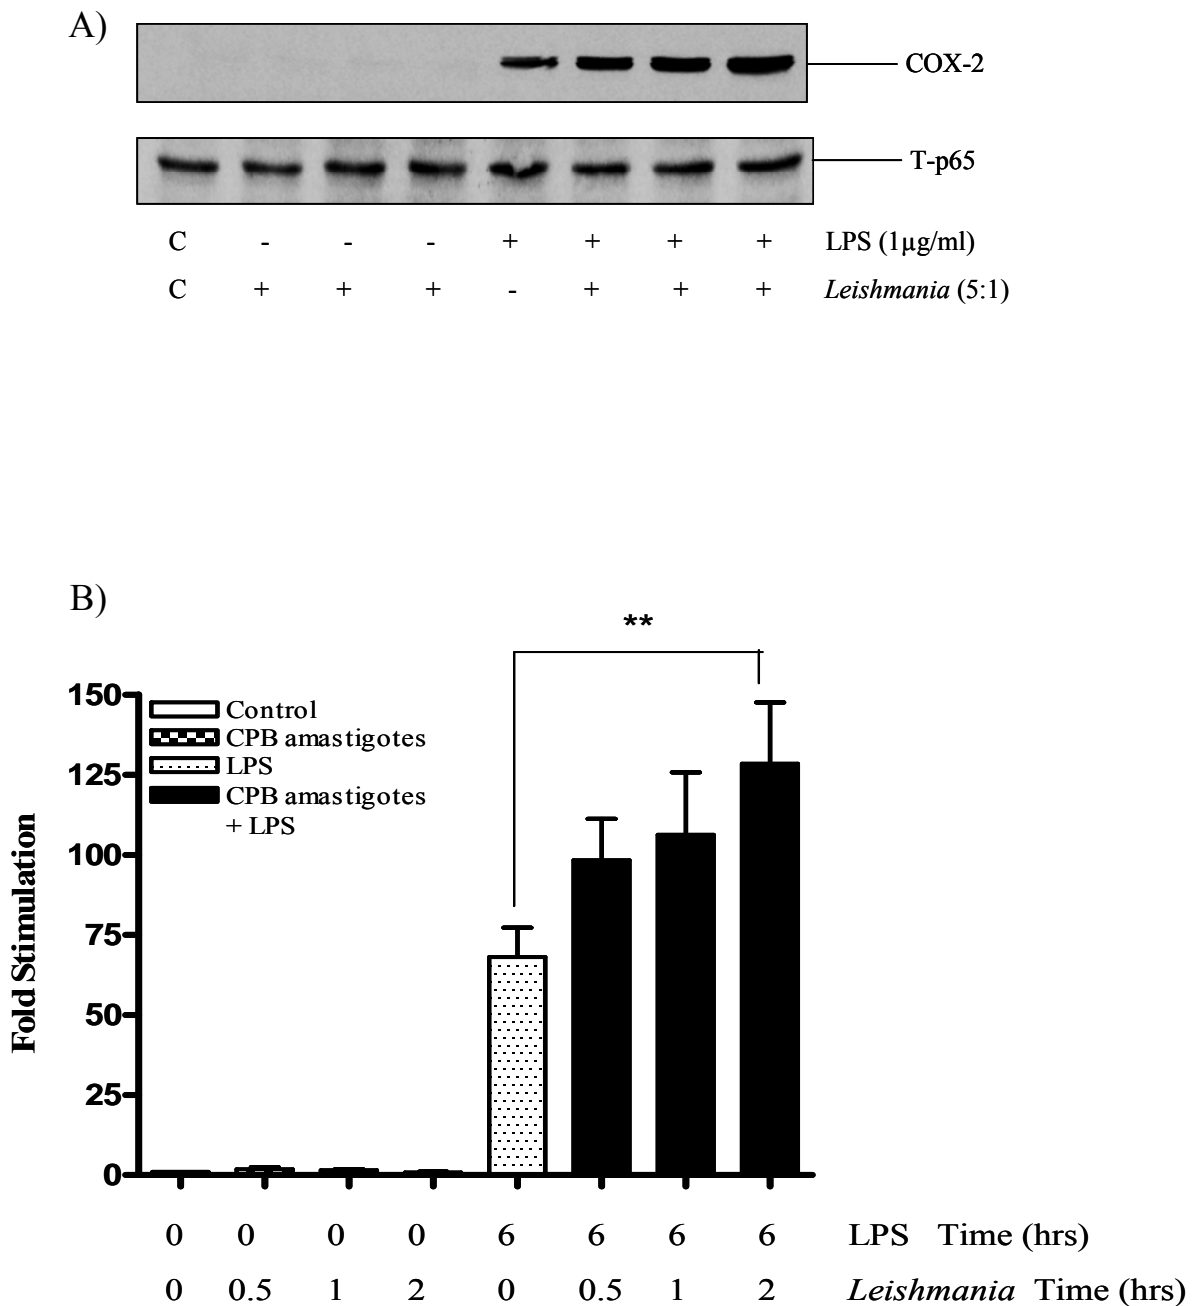 A)
COX-2
T-p65
C - - - + + + + LPS (1µg/ml)
C + + + - + + + Leishmania (5:1)
B)
**
150
125
100
75
50
25
0
Fold Stimulation
Control
CPB amastigotes
LPS
CPB amastigotes
+ LPS
0 0 0 0 6 6 6 6 LPS Time (hrs)
0 0.5 1 2 0 0.5 1 2 Leishmania Time (hrs)